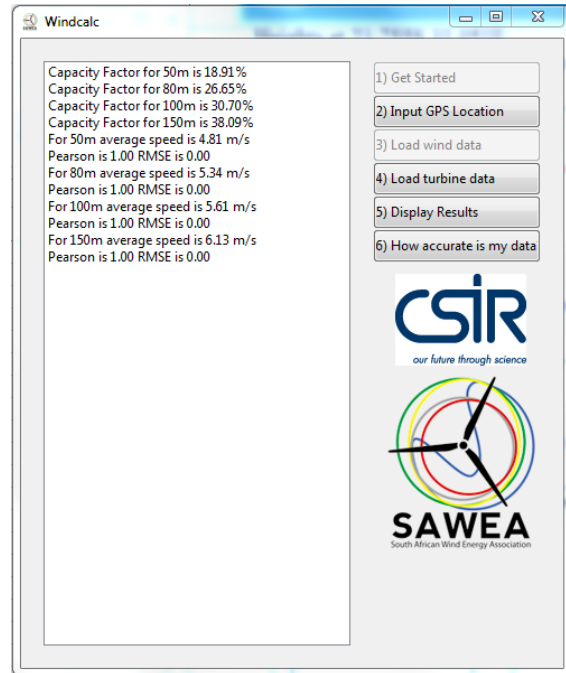 Windcalc
Capacity Factor for 50m is 18.91%
Capacity Factor for 80m is 26.65%
Capacity Factor for 100m is 30.70%
Capacity Factor for 150m is 38.09%
For 50m average speed is 4.81 m/s
Pearson is 1.00 RMSE is 0.00
For 80m average speed is 5.34 m/s
Pearson is 1.00 RMSE is 0.00
For 100m average speed is 5.61 m/s
Pearson is 1.00 RMSE is 0.00
For 150m average speed is 6.13 m/s
Pearson is 1.00 RMSE is 0.00
1) Get Started
2) Input GPS Location
3) Load wind data
4) Load turbine data
5) Display Results
6) How accurate is my data
CSIR
our future through science
SAWEA
South African Wind Energy Association